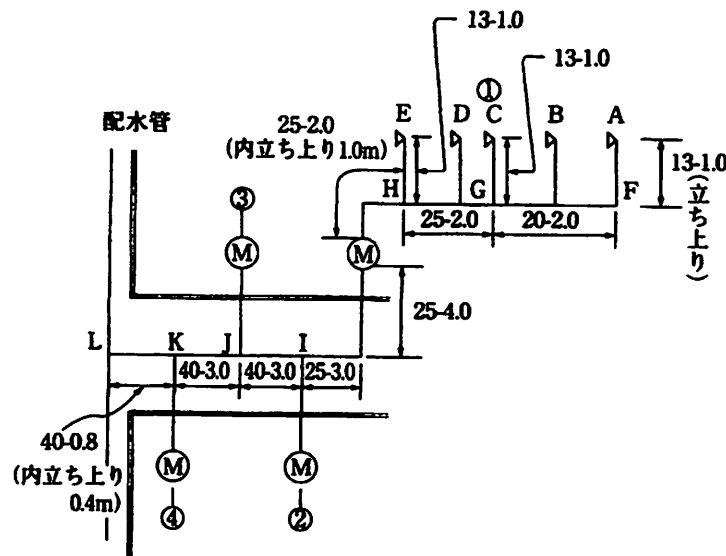 13-1.0
13-1.0
①
E D C B A
配水管
25-2.0
(内立ち上り1.0m)
13-1.0
(立ち上り)
H G F
③
25-2.0 20-2.0
M M
25-4.0
L K J I
40-3.0 40-3.0 25-3.0
40-0.8
(内立ち上り
0.4m)
M M
④ ②